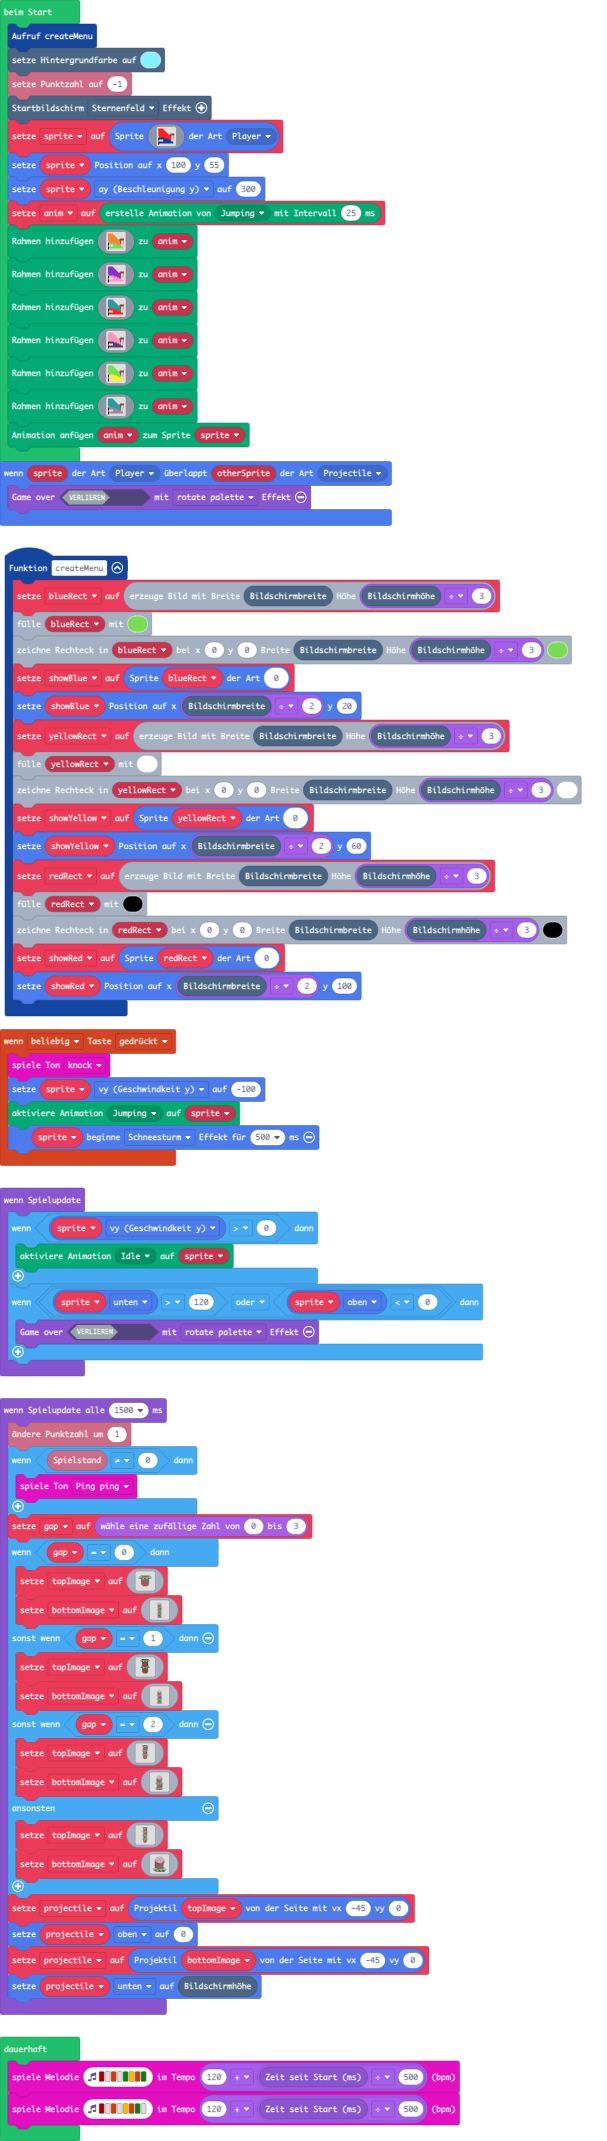 beim Start
Aufruf createMenu
setze Hintergrundfarbe auf
setze Punktzahl auf -1
Startbildschirm Sternenfeld Effekt
setze sprite auf Sprite der Art Player
setze sprite Position auf x 100 y 55
setze sprite ay (Beschleunigung y) auf 300
setze anim auf erstelle Animation von Jumping mit Intervall 25 ms
Rahmen hinzufügen zu anim
Rahmen hinzufügen zu anim
Rahmen hinzufügen zu anim
Rahmen hinzufügen zu anim
Rahmen hinzufügen zu anim
Rahmen hinzufügen zu anim
Animation anfügen anim zum Sprite sprite
wenn sprite der Art Player überlappt otherSprite der Art Projectile
Game over VERLIEREN mit rotate palette Effekt
Funktion createMenu
setze blueRect auf erzeuge Bild mit Breite Bildschirmbreite Höhe Bildschirmhöhe ÷ 3
fülle blueRect mit
zeichne Rechteck in blueRect bei x 0 y 0 Breite Bildschirmbreite Höhe Bildschirmhöhe ÷ 3
setze showBlue auf Sprite blueRect der Art 0
setze showBlue Position auf x Bildschirmbreite ÷ 2 y 20
setze yellowRect auf erzeuge Bild mit Breite Bildschirmbreite Höhe Bildschirmhöhe ÷ 3
fülle yellowRect mit
zeichne Rechteck in yellowRect bei x 0 y 0 Breite Bildschirmbreite Höhe Bildschirmhöhe ÷ 3
setze showYellow auf Sprite yellowRect der Art 0
setze showYellow Position auf x Bildschirmbreite ÷ 2 y 60
setze redRect auf erzeuge Bild mit Breite Bildschirmbreite Höhe Bildschirmhöhe ÷ 3
fülle redRect mit
zeichne Rechteck in redRect bei x 0 y 0 Breite Bildschirmbreite Höhe Bildschirmhöhe ÷ 3
setze showRed auf Sprite redRect der Art 0
setze showRed Position auf x Bildschirmbreite ÷ 2 y 100
wenn beliebig Taste gedrückt
spiele Ton knock
setze sprite vy (Geschwindkeit y) auf -100
aktiviere Animation Jumping auf sprite
sprite beginne Schneesturm Effekt für 500 ms
wenn Spielupdate
wenn sprite vy (Geschwindkeit y) > 0 dann
aktiviere Animation Idle auf sprite
wenn sprite unten > 120 oder sprite oben < 0 dann
Game over VERLIEREN mit rotate palette Effekt
wenn Spielupdate alle 1500 ms
ändere Punktzahl um 1
wenn Spielstand ≠ 0 dann
spiele Ton Ping ping
setze gap auf wähle eine zufällige Zahl von 0 bis 3
wenn gap = 0 dann
setze topImage auf
setze bottomImage auf
sonst wenn gap = 1 dann
setze topImage auf
setze bottomImage auf
sonst wenn gap = 2 dann
setze topImage auf
setze bottomImage auf
ansonsten
setze topImage auf
setze bottomImage auf
setze projectile auf Projektil topImage von der Seite mit vx -45 vy 0
setze projectile oben auf 0
setze projectile auf Projektil bottomImage von der Seite mit vx -45 vy 0
setze projectile unten auf Bildschirmhöhe
dauerhaft
spiele Melodie im Tempo 120 + Zeit seit Start (ms) ÷ 500 (bpm)
spiele Melodie im Tempo 120 + Zeit seit Start (ms) ÷ 500 (bpm)